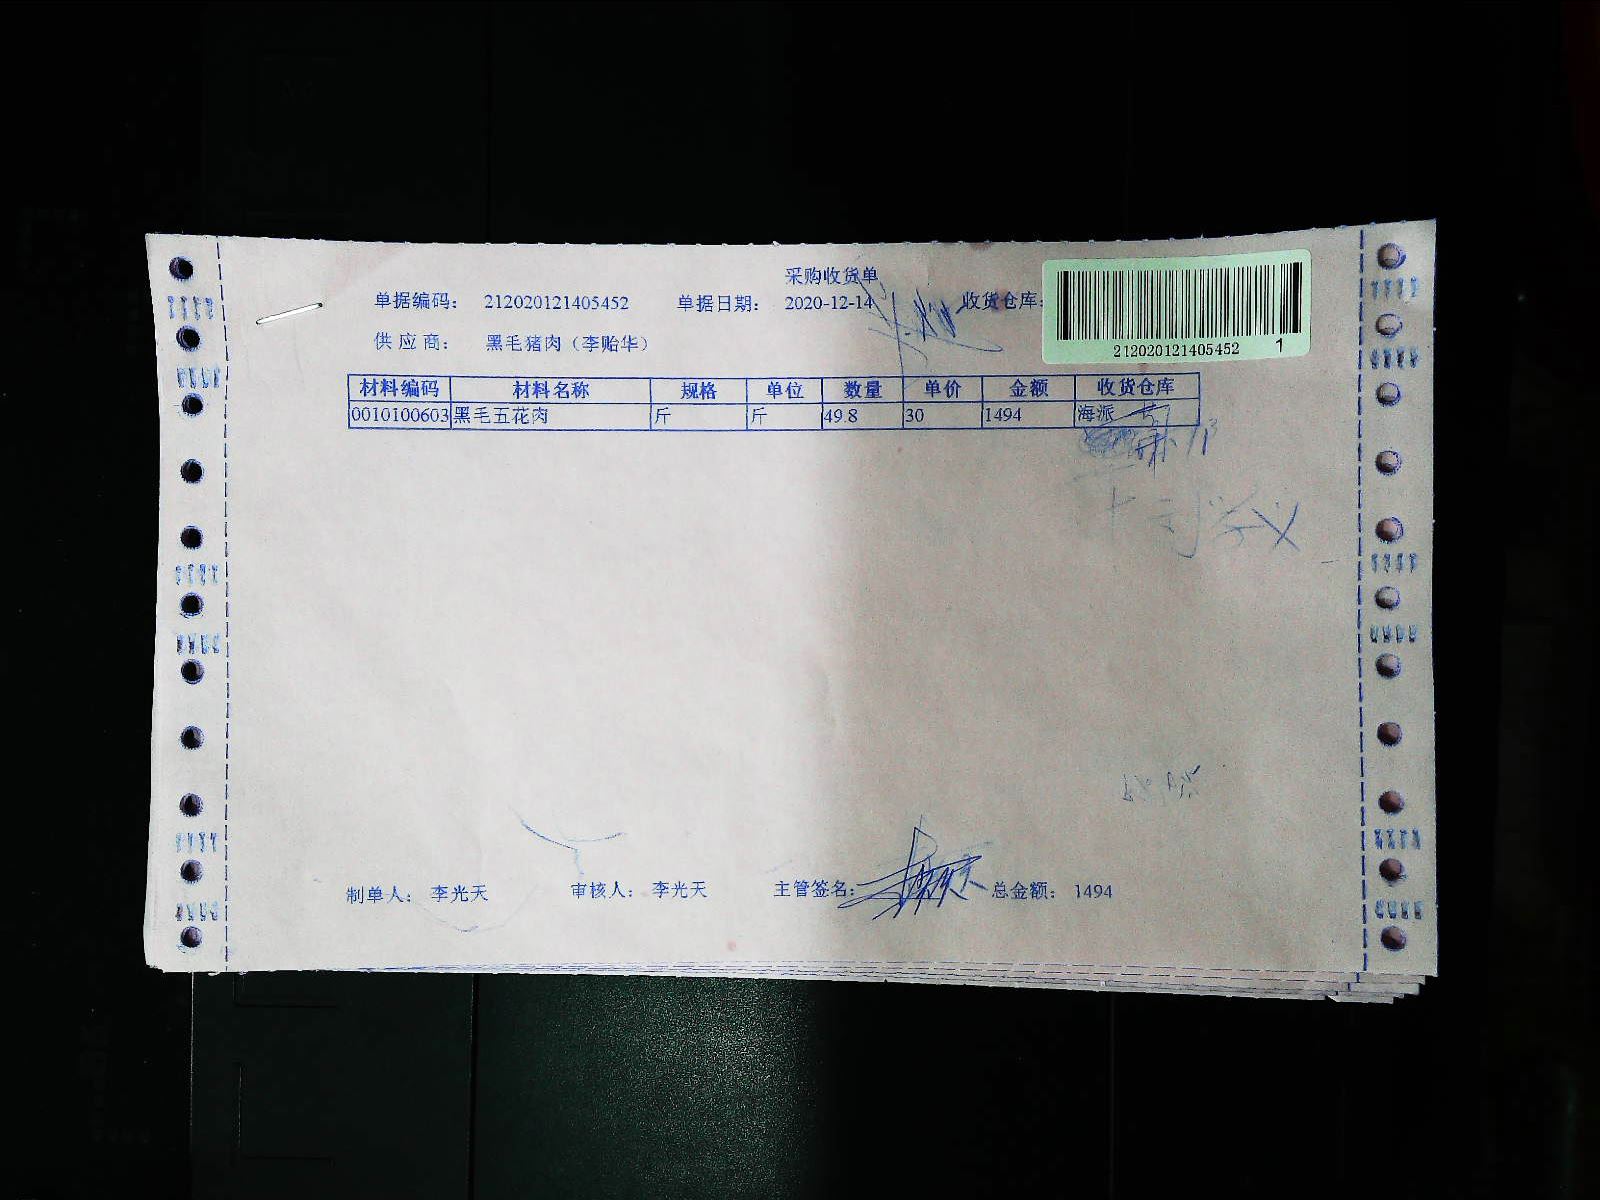 采购收货单
单据编码： 212020121405452 单据日期： 2020-12-14 收货仓库：
212020121405452 1
供应商： 黑毛猪肉（李贻华）
材料编码 材料名称 规格 单位 数量 单价 金额 收货仓库
0010100603 黑毛五花肉 斤 斤 49.8 30 1494 海派
制单人： 李光天 审核人： 李光天 主管签名： 总金额： 1494